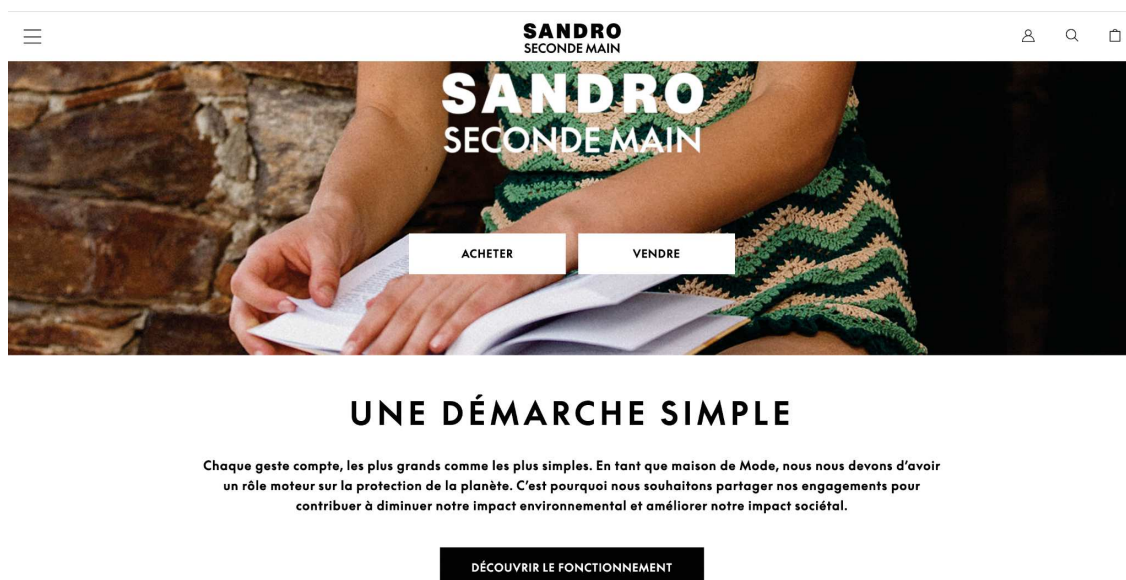 SANDRO
SECONDE MAIN
SANDRO
SECONDE MAIN
ACHETER
VENDRE
UNE DÉMARCHE SIMPLE
Chaque geste compte, les plus grands comme les plus simples. En tant que maison de Mode, nous nous devons d’avoir
un rôle moteur sur la protection de la planète. C’est pourquoi nous souhaitons partager nos engagements pour
contribuer à diminuer notre impact environnemental et améliorer notre impact sociétal.
DÉCOUVRIR LE FONCTIONNEMENT